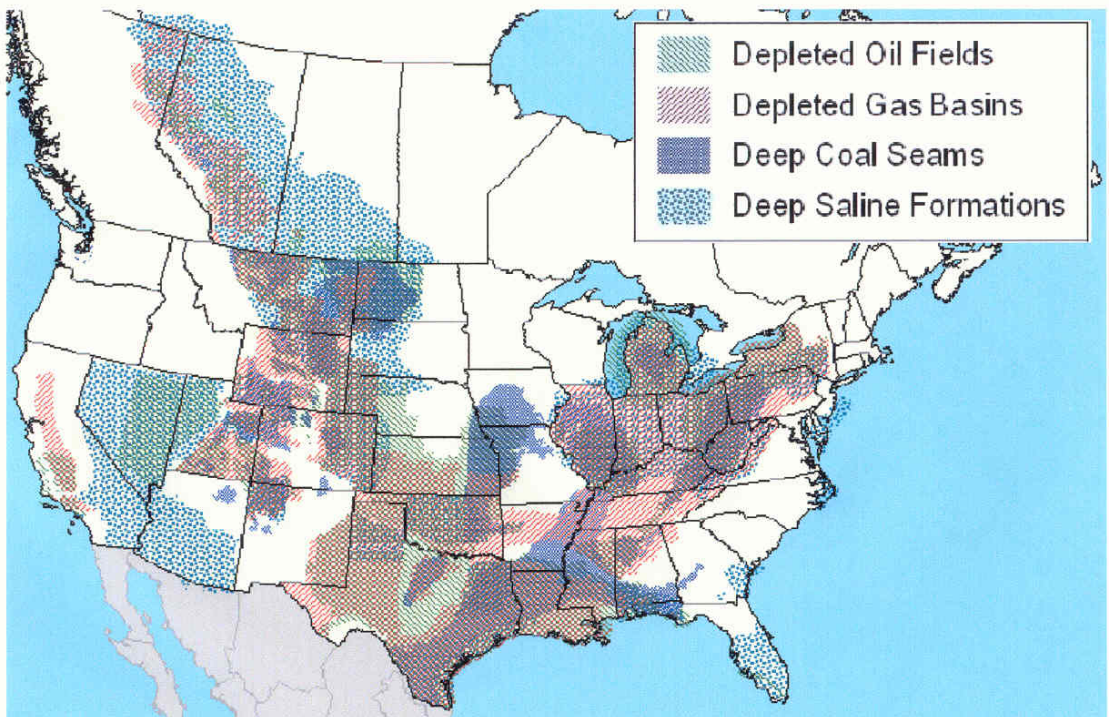 Depleted Oil Fields
Depleted Gas Basins
Deep Coal Seams
Deep Saline Formations